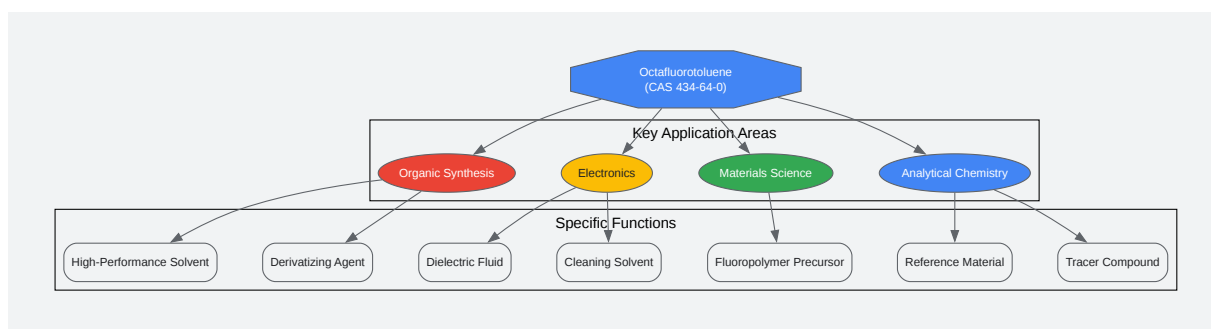 Octafluorotoluene
(CAS 434-64-0)
Key Application Areas
Organic Synthesis
Electronics
Materials Science
Analytical Chemistry
Specific Functions
High-Performance Solvent
Derivatizing Agent
Dielectric Fluid
Cleaning Solvent
Fluoropolymer Precursor
Reference Material
Tracer Compound